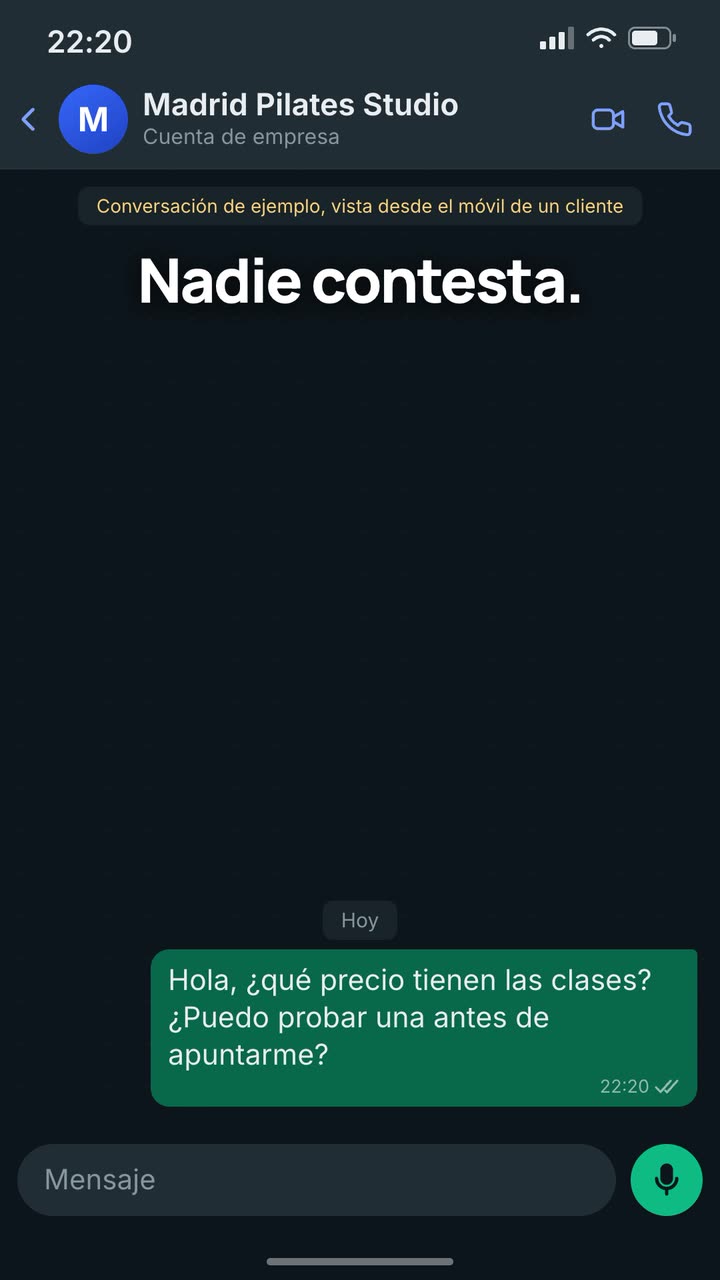 22:20
M
Madrid Pilates Studio
Cuenta de empresa
Conversación de ejemplo, vista desde el móvil de un cliente
Nadie contesta.
Hoy
Hola, ¿qué precio tienen las clases?
¿Puedo probar una antes de
apuntarme?
22:20
Mensaje